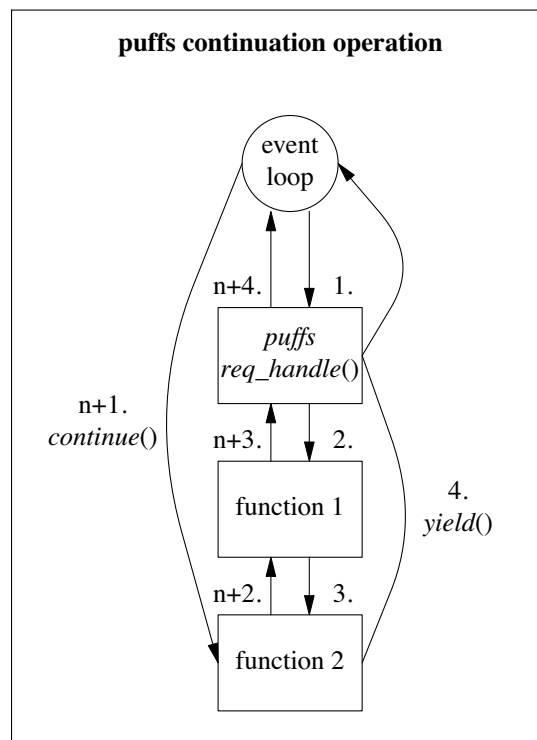 puffs continuation operation
event
loop
n+4.
1.
puffs
req_handle()
n+1.
continue()
n+3.
2.
function 1
4.
yield()
n+2.
3.
function 2